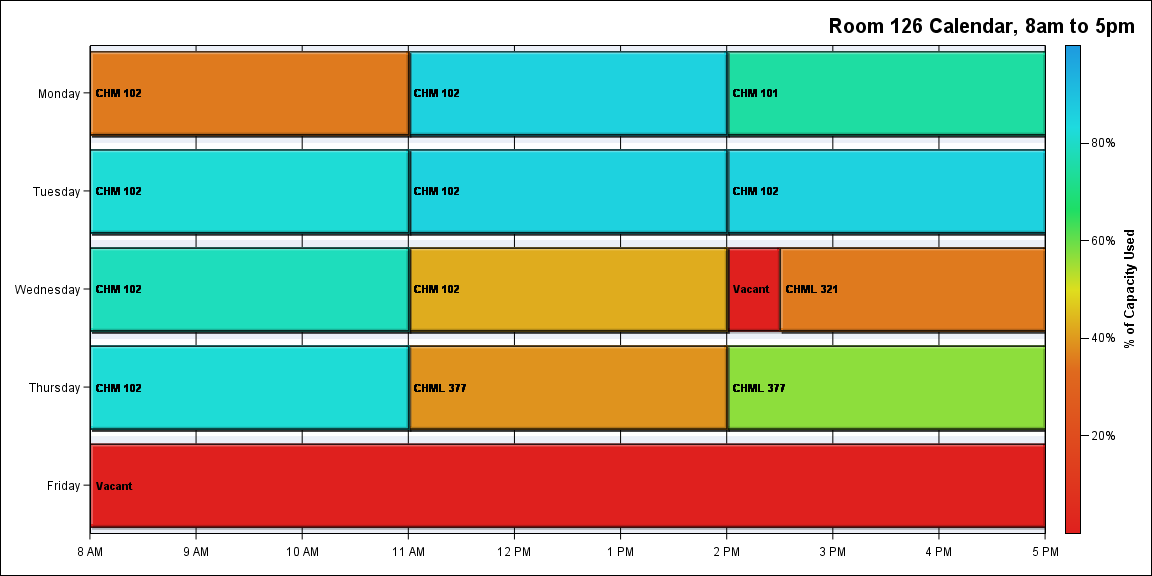 Room 126 Calendar, 8am to 5pm
Monday
CHM 102
CHM 102
CHM 101
Tuesday
CHM 102
CHM 102
CHM 102
Wednesday
CHM 102
CHM 102
Vacant
CHML 321
Thursday
CHM 102
CHML 377
CHML 377
Friday
Vacant
8 AM
9 AM
10 AM
11 AM
12 PM
1 PM
2 PM
3 PM
4 PM
5 PM
80%
60%
40%
20%
% of Capacity Used